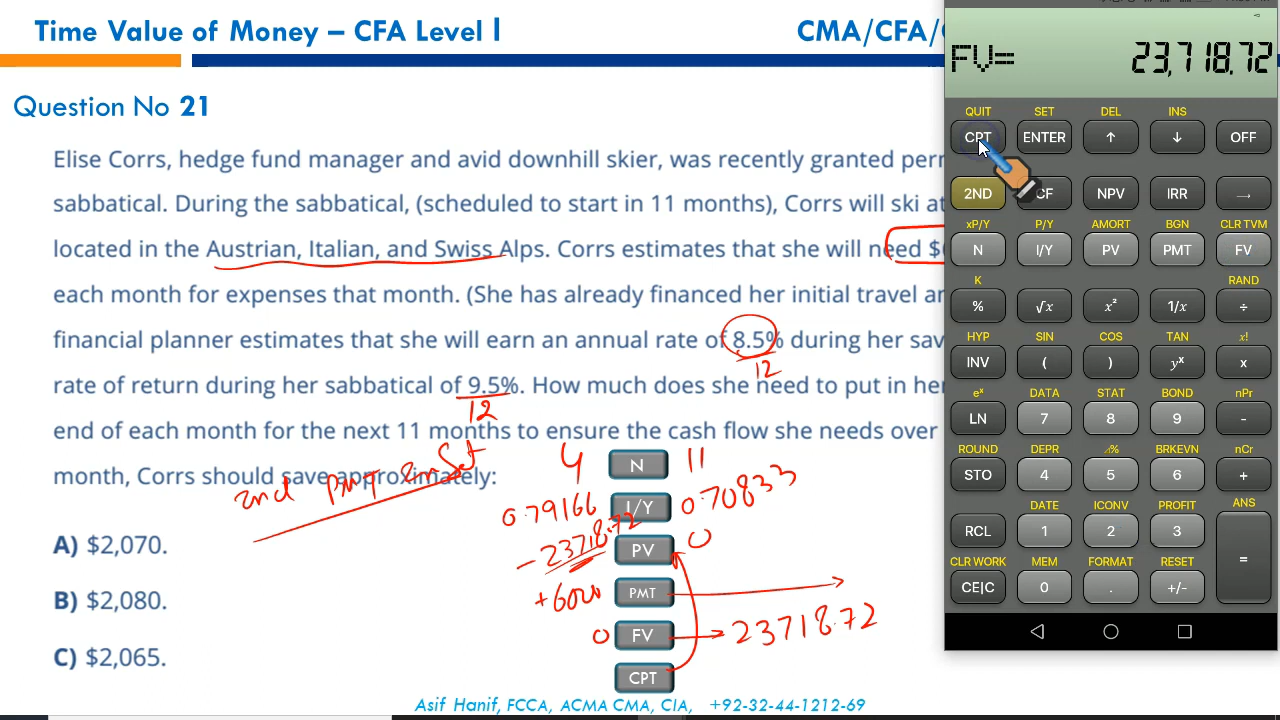 Time Value of Money – CFA Level I
CMA/CFA/
Question No 21
Elise Corrs, hedge fund manager and avid downhill skier, was recently granted
sabbatical. During the sabbatical, (scheduled to start in 11 months), Corrs will ski at
located in the Austrian, Italian, and Swiss Alps. Corrs estimates that she will need $
each month for expenses that month. (She has already financed her initial travel
financial planner estimates that she will earn an annual rate of 8.5% during her
12
rate of return during her sabbatical of 9.5%. How much does she need to put in her
12
end of each month for the next 11 months to ensure the cash flow she needs over
month, Corrs should save approximately:
2nd PMT 2nd Set
A) $2,070.
B) $2,080.
C) $2,065.
4 N 11
0.79166 I/Y 0.70833
-23718.72 PV 0
+6000 PMT
0 FV 23718.72
CPT
Asif Hanif, FCCA, ACMA CMA, CIA, +92-32-44-1212-69
FV= 23,718.72
QUIT SET DEL INS
CPT ENTER ↑ ↓ OFF
2ND CF NPV IRR →
xP/Y P/Y AMORT BGN CLR TVM
N I/Y PV PMT FV
K RAND
% √x x² 1/x ÷
HYP SIN COS TAN x!
INV ( ) yˣ x
eˣ DATA STAT BOND nPr
LN 7 8 9 -
ROUND DEPR Δ% BRKEVN nCr
STO 4 5 6 +
DATE ICONV PROFIT ANS
RCL 1 2 3 =
CLR WORK MEM FORMAT RESET
CE|C 0 . +/-